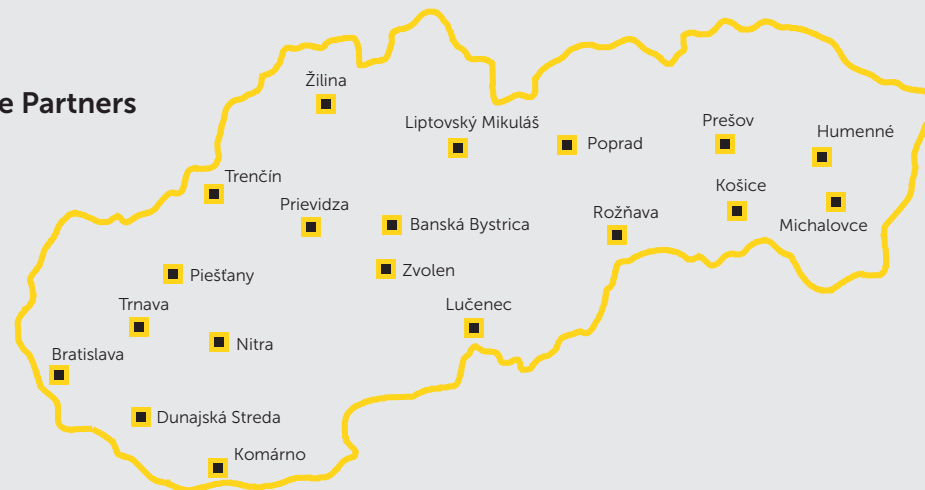 e Partners
Žilina
Liptovský Mikuláš
Poprad
Prešov
Humenné
Trenčín
Prievidza
Banská Bystrica
Rožňava
Košice
Michalovce
Piešťany
Zvolen
Trnava
Lučenec
Nitra
Bratislava
Dunajská Streda
Komárno